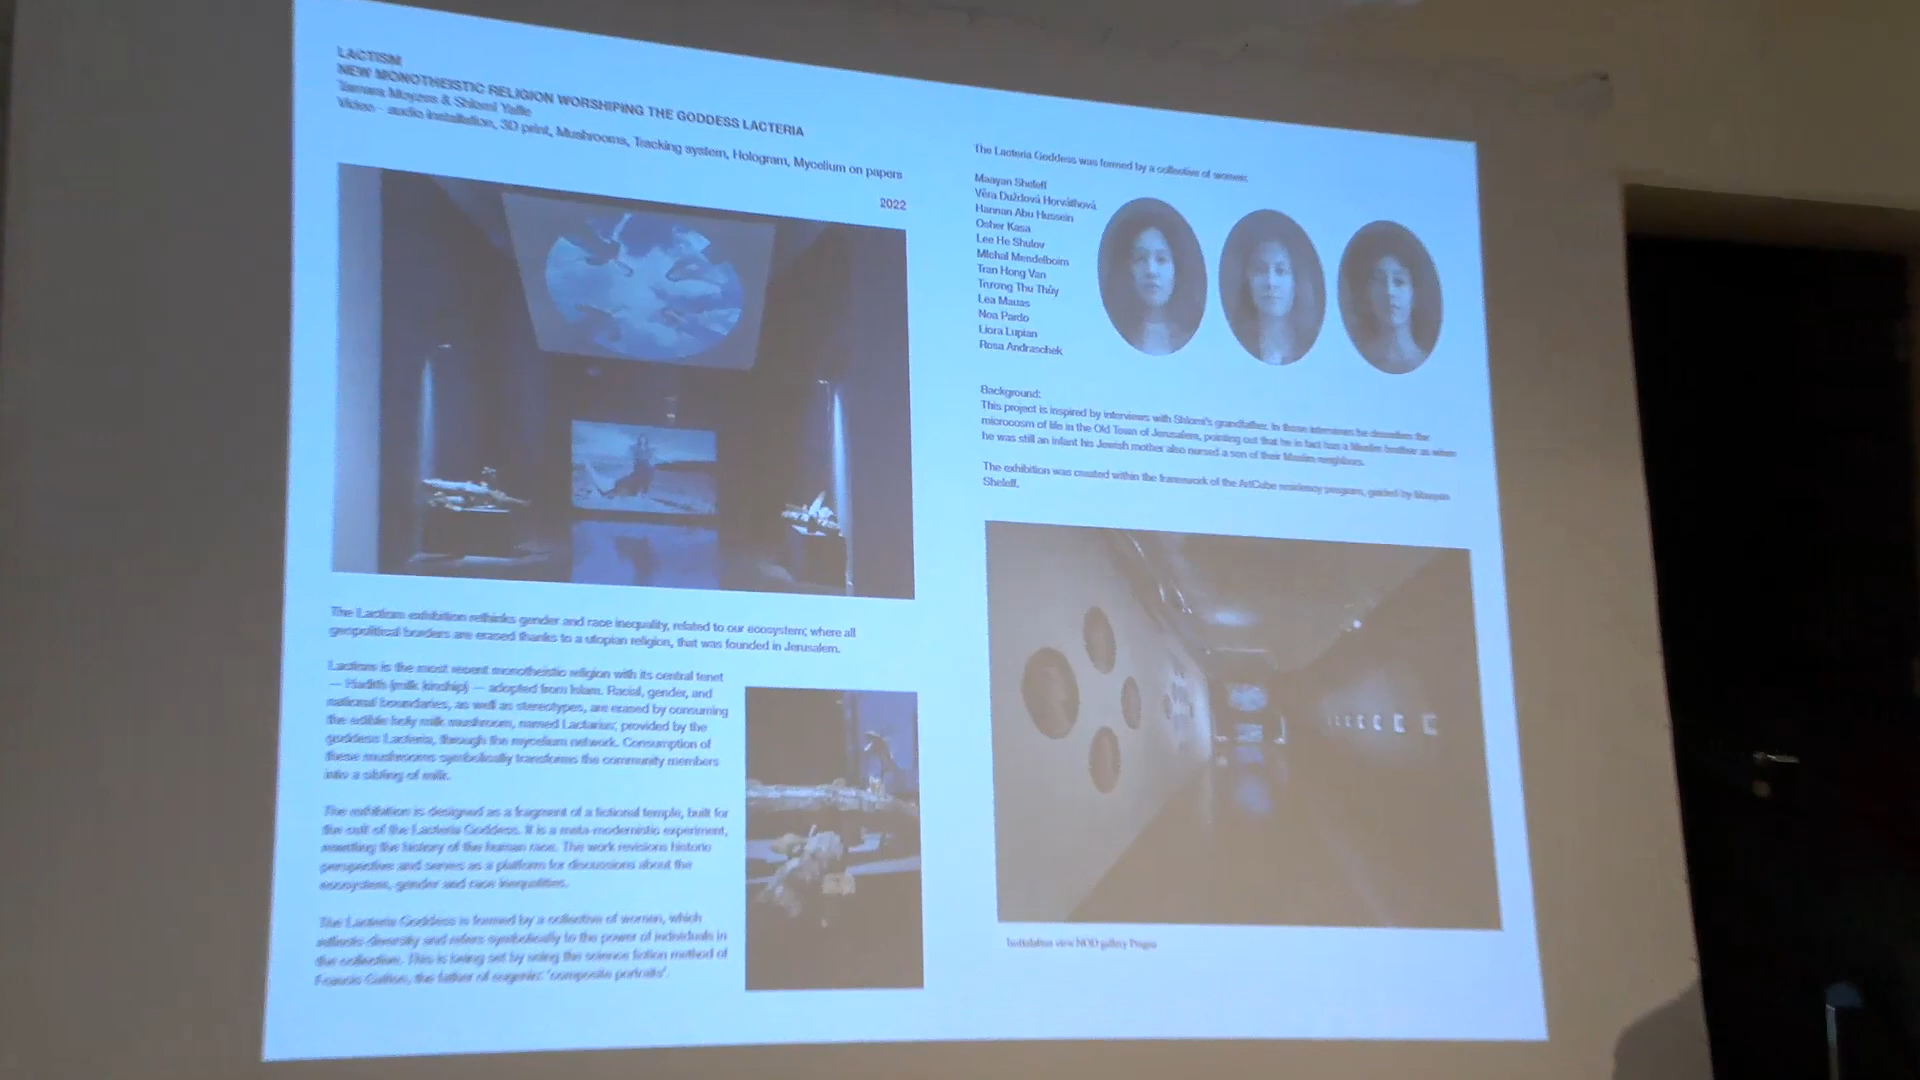 LACTISM
NEW MONOTHEISTIC RELIGION WORSHIPING THE GODDESS LACTERIA
Tamara Moyzes & Shlomi Yaffe
Video - audio installation, 3D print, Mushrooms, Tracking system, Hologram, Mycelium on papers
2022
The Lactism exhibition rethinks gender and race inequality, related to our ecosystem; where all
geopolitical borders are erased thanks to a utopian religion, that was founded in Jerusalem.
Lactism is the most recent monotheistic religion with its central tenet
— Hadith (milk kinship) — adopted from Islam. Racial, gender, and
national boundaries, as well as stereotypes, are erased by consuming
the edible holy milk mushroom, named Lactarius; provided by the
goddess Lacteria, through the mycelium network. Consumption of
these mushrooms symbolically transforms the community members
into a sibling of milk.
The exhibition is designed as a fragment of a fictional temple, built for
the cult of the Lacteria Goddess. It is a meta-modernistic experiment,
rewriting the history of the human race. The work revisions historic
perspective and serves as a platform for discussions about the
ecosystem, gender and race inequalities.
The Lacteria Goddess is formed by a collective of women, which
reflects diversity and refers symbolically to the power of individuals in
the collective. This is being set by using the science fiction method of
Francis Galton, the father of eugenic 'composite portraits'.
The Lacteria Goddess was formed by a collective of women:
Maayan Sheleff
Věra Duždová Horváthová
Hannan Abu Hussein
Osher Kasa
Lee He Shulov
MIchal Mendelboim
Tran Hong Van
Truong Thu Thủy
Lea Mauas
Noa Pardo
Liora Lupian
Rosa Andraschek
Background:
This project is inspired by interviews with Shlomi's grandfather. In those interviews he describes the
microcosm of life in the Old Town of Jerusalem, pointing out that he in fact has a Muslim brother as when
he was still an infant his Jewish mother also nursed a son of their Muslim neighbors.
The exhibition was created within the framework of the ArtCube residency program, guided by Maayan
Sheleff.
Installation view NOD gallery Prague